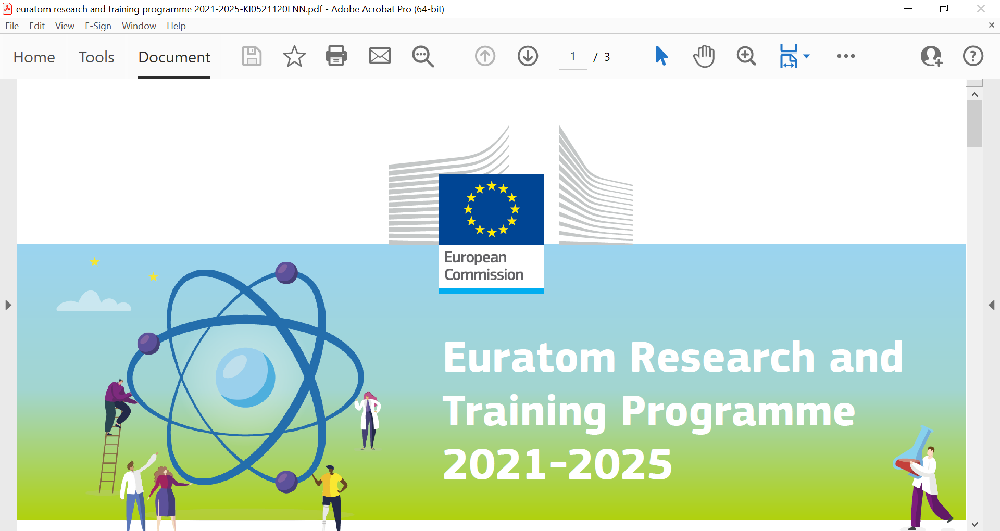 euratom research and training programme 2021-2025-KI0521120ENN.pdf - Adobe Acrobat Pro (64-bit)
File Edit View E-Sign Window Help
Home Tools Document 1 / 3
European
Commission
Euratom Research and
Training Programme
2021-2025